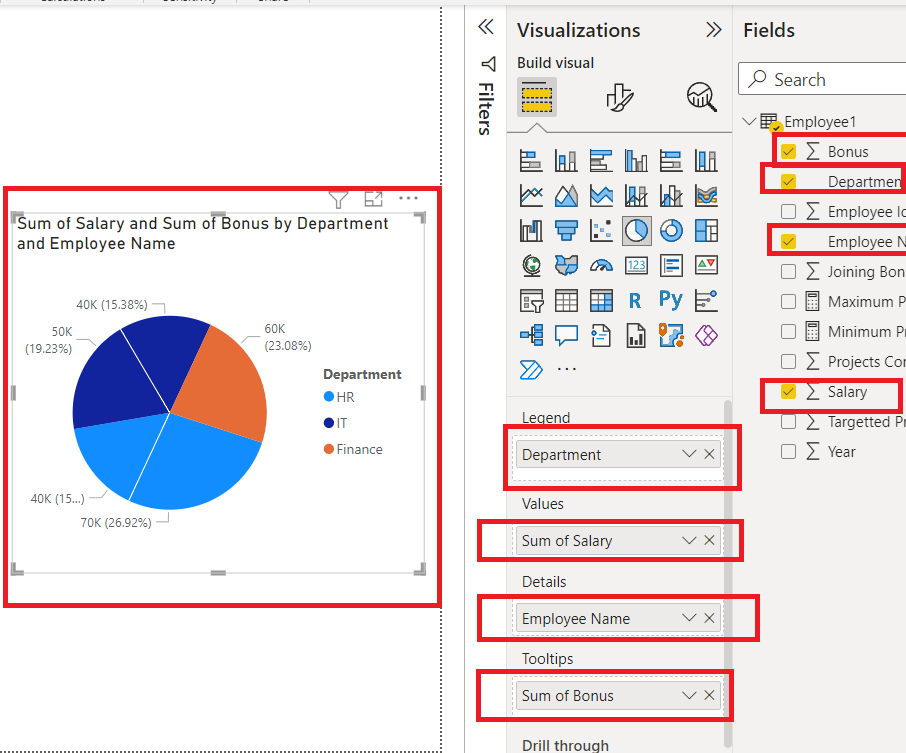 Sum of Salary and Sum of Bonus by Department
and Employee Name
40K (15.38%)
50K
(19.23%)
60K
(23.08%)
40K (15...)
70K (26.92%)
Department
HR
IT
Finance
Filters
Visualizations
Build visual
123
R
Py
Legend
Department
Values
Sum of Salary
Details
Employee Name
Tooltips
Sum of Bonus
Drill through
Fields
Search
Employee1
Bonus
Departmen
Employee Id
Employee N
Joining Bon
Maximum P
Minimum Pr
Projects Con
Salary
Targetted Pr
Year